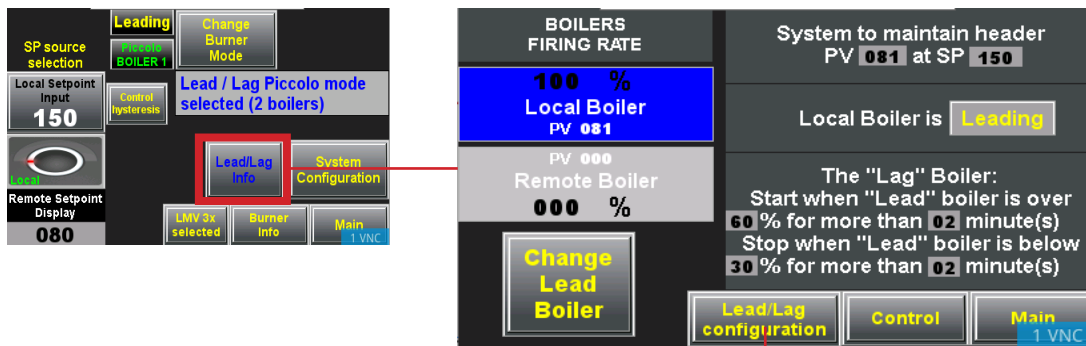 Leading
Change
Burner
Mode
SP source
selection
Piccolo
BOILER 1
Local Setpoint
Input
150
Control
hysteresis
Lead / Lag Piccolo mode
selected (2 boilers)
Local
Lead/Lag
Info
System
Configuration
Remote Setpoint
Display
080
LMV 3x
selected
Burner
Info
Main
1 VNC
BOILERS
FIRING RATE
100 %
Local Boiler
PV 081
PV 000
Remote Boiler
000 %
Change
Lead
Boiler
System to maintain header
PV 081 at SP 150
Local Boiler is Leading
The "Lag" Boiler:
Start when "Lead" boiler is over
60 % for more than 02 minute(s)
Stop when "Lead" boiler is below
30 % for more than 02 minute(s)
Lead/Lag
configuration
Control
Main
1 VNC